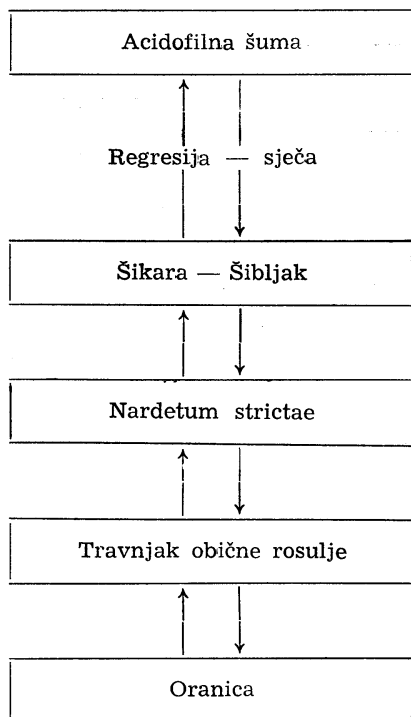 Acidofilna šuma
Regresija — sječa
Šikara — Šibljak
Nardetum strictae
Travnjak obične rosulje
Oranica